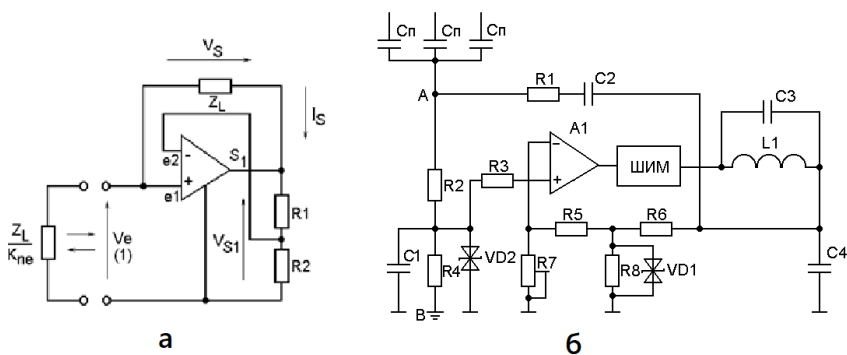 V_S
Z_L
I_S
e2
-
S_1
+
e1
R1
R2
Z_L
K_ne
Ve
(1)
V_S1
а
Сп Сп Сп
A
R1 C2
A1
C3
L1
ШИМ
-
+
R2
R3
R5 R6
C1
R4
VD2
R7
R8
VD1
C4
B
б